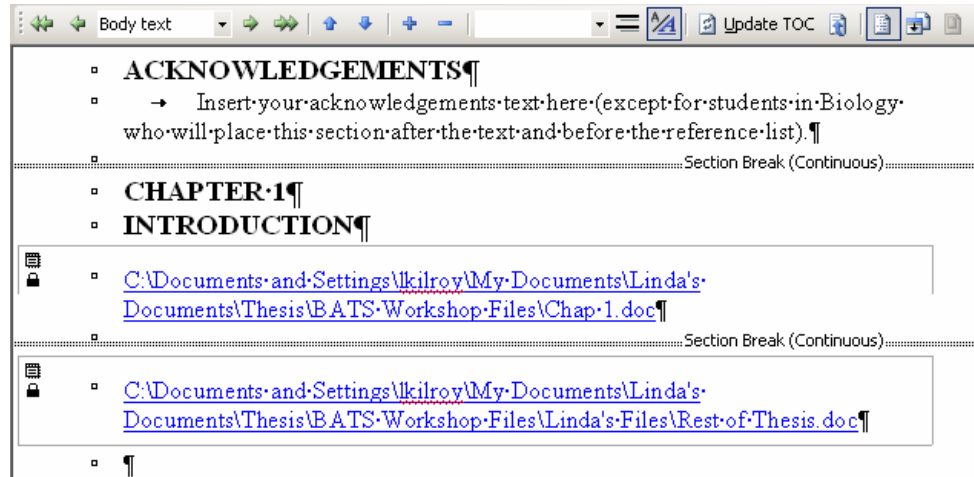 Body text Update TOC
ACKNOWLEDGEMENTS¶
→ Insert·your·acknowledgements·text·here·(except·for·students·in·Biology·
who·will·place·this·section·after·the·text·and·before·the·reference·list).¶
Section Break (Continuous)
CHAPTER·1¶
INTRODUCTION¶
C:\Documents·and·Settings\lkilroy\My·Documents\Linda's·
Documents\Thesis\BATS·Workshop·Files\Chap·1.doc¶
Section Break (Continuous)
C:\Documents·and·Settings\lkilroy\My·Documents\Linda's·
Documents\Thesis\BATS·Workshop·Files\Linda's·Files\Rest·of·Thesis.doc¶
¶